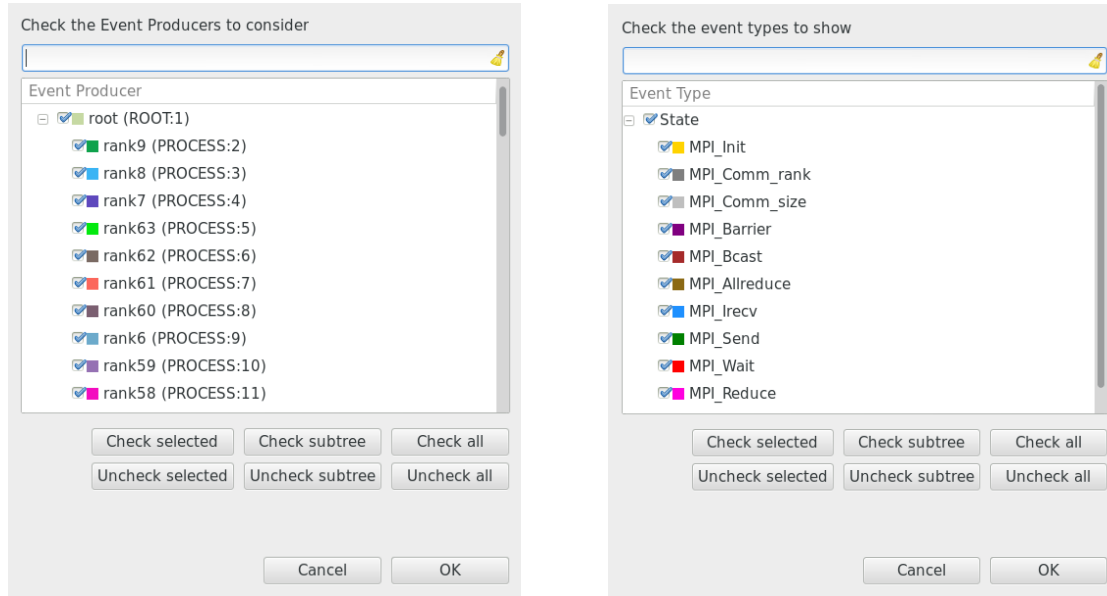 Check the Event Producers to consider
Event Producer
root (ROOT:1)
rank9 (PROCESS:2)
rank8 (PROCESS:3)
rank7 (PROCESS:4)
rank63 (PROCESS:5)
rank62 (PROCESS:6)
rank61 (PROCESS:7)
rank60 (PROCESS:8)
rank6 (PROCESS:9)
rank59 (PROCESS:10)
rank58 (PROCESS:11)
Check selected Check subtree Check all
Uncheck selected Uncheck subtree Uncheck all
Cancel OK
Check the event types to show
Event Type
State
MPI_Init
MPI_Comm_rank
MPI_Comm_size
MPI_Barrier
MPI_Bcast
MPI_Allreduce
MPI_Irecv
MPI_Send
MPI_Wait
MPI_Reduce
Check selected Check subtree Check all
Uncheck selected Uncheck subtree Uncheck all
Cancel OK